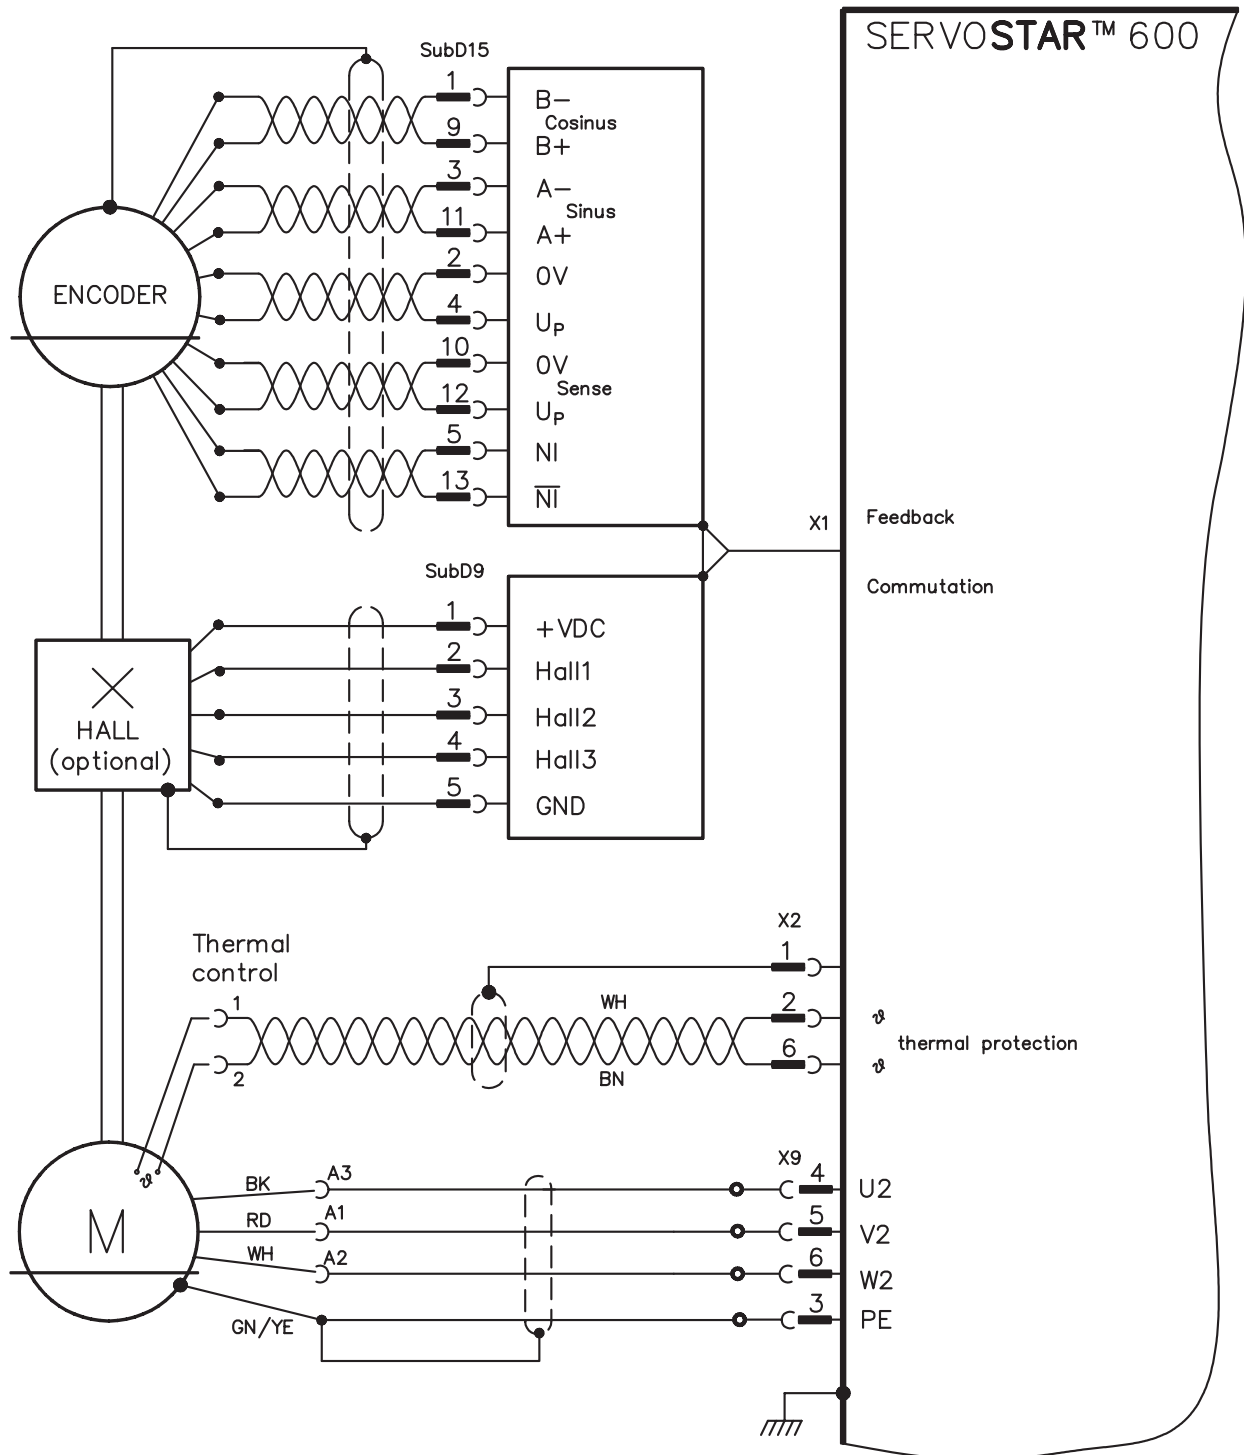 SERVOSTAR™ 600
SubD15
1
B-
Cosinus
9
B+
3
A-
Sinus
11
A+
2
0V
4
UP
10
0V
Sense
12
UP
5
NI
13
NI
ENCODER
X1
Feedback
Commutation
SubD9
1
+VDC
2
Hall1
3
Hall2
4
Hall3
5
GND
HALL
(optional)
Thermal
control
X2
1
1
WH
2
ϑ
thermal protection
2
BN
6
ϑ
ϑ
M
X9
BK
A3
4
U2
RD
A1
5
V2
WH
A2
6
W2
GN/YE
3
PE